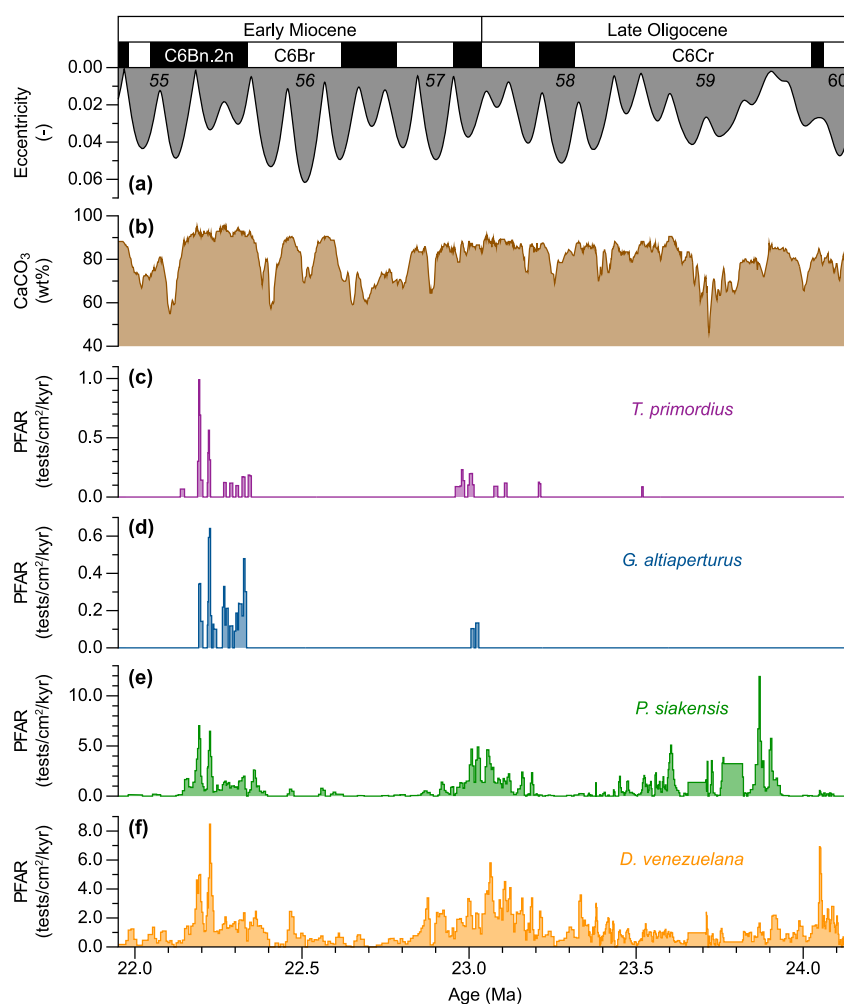 Early Miocene Late Oligocene
C6Bn.2n C6Br C6Cr
0.00
0.02
0.04
0.06
Eccentricity
(-)
55 56 57 58 59 60
(a)
100
80
60
40
CaCO3
(wt%)
(b)
1.0
0.5
0.0
PFAR
(tests/cm²/kyr)
(c)
T. primordius
0.6
0.4
0.2
0.0
PFAR
(tests/cm²/kyr)
(d)
G. altiaperturus
10.0
5.0
0.0
PFAR
(tests/cm²/kyr)
(e)
P. siakensis
8.0
6.0
4.0
2.0
0.0
PFAR
(tests/cm²/kyr)
(f)
D. venezuelana
22.0 22.5 23.0 23.5 24.0
Age (Ma)